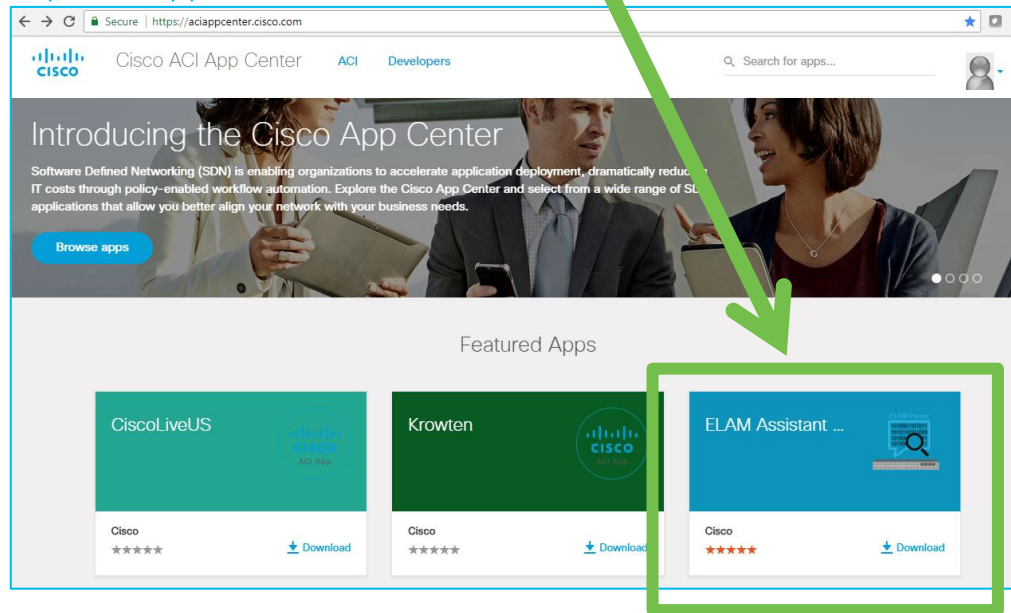 Secure | https://aciappcenter.cisco.com
CISCO
Cisco ACI App Center ACI Developers Search for apps...
Introducing the Cisco App Center
Software Defined Networking (SDN) is enabling organizations to accelerate application deployment, dramatically
IT costs through policy-enabled workflow automation. Explore the Cisco App Center and select from a wide range of
applications that allow you better align your network with your business needs.
Browse apps
Featured Apps
CiscoLiveUS
CISCO
ACI App
Krowten
CISCO
ACI App
ELAM Assistant ...
ELAM Parser
Cisco
Download
Cisco
Download
Cisco
Download